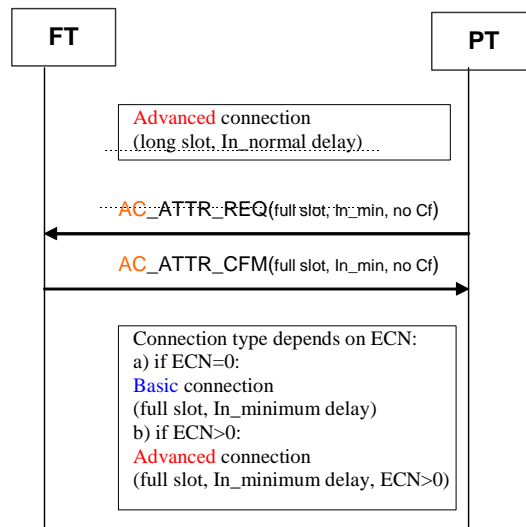 FT
PT
Advanced connection
(long slot, In_normal delay)
AC_ATTR_REQ(full slot, In_min, no Cf)
AC_ATTR_CFM(full slot, In_min, no Cf)
Connection type depends on ECN:
a) if ECN=0:
Basic connection
(full slot, In_minimum delay)
b) if ECN>0:
Advanced connection
(full slot, In_minimum delay, ECN>0)